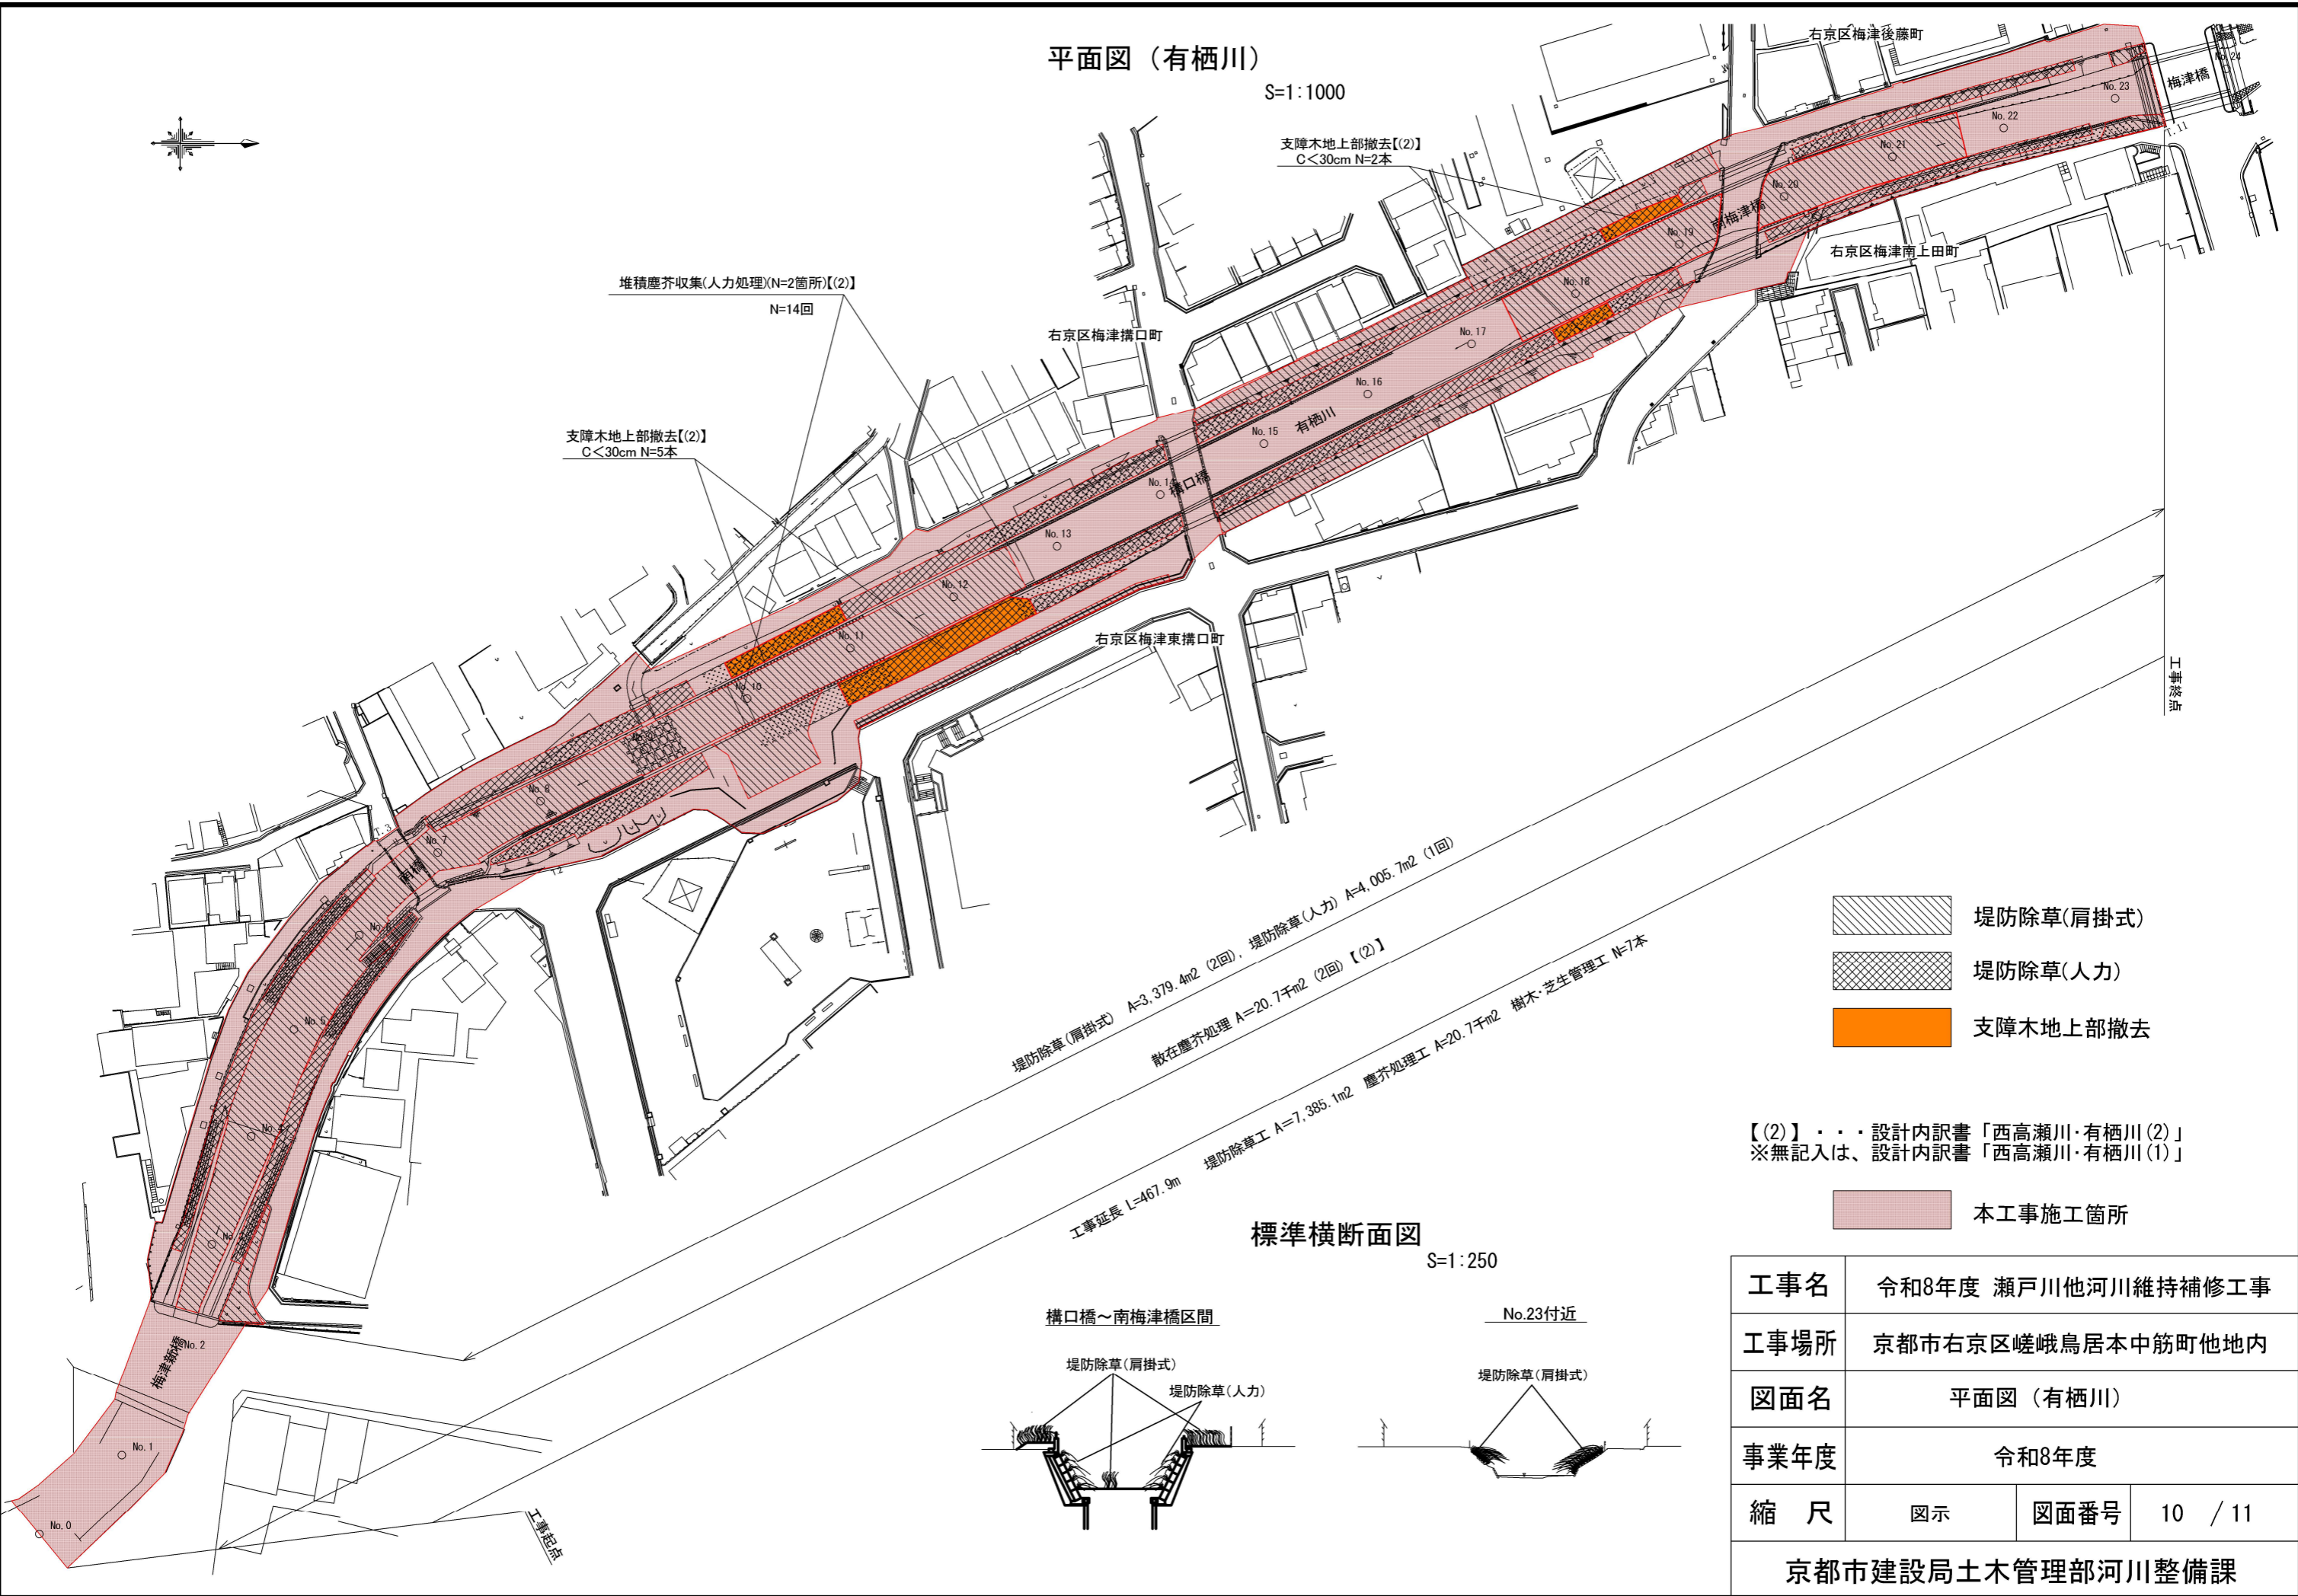 平面図（有栖川）
S=1:1000
右京区梅津後藤町
支障木地上部撤去【(2)】
C＜30cm N=2本
梅津橋
No. 24
No. 23
No. 22
T. 11
No. 21
No. 20
南梅津橋
右京区梅津南上田町
No. 19
No. 18
No. 17
No. 16
有栖川
No. 15
堆積塵芥収集(人力処理)(N=2箇所)【(2)】
N=14回
右京区梅津構口町
支障木地上部撤去【(2)】
C＜30cm N=5本
No. 14
構口橋
No. 13
No. 12
No. 11
右京区梅津東構口町
No. 10
No. 8
T. 3
No. 7
T. 2
No. 6
No. 5
No. 4
No. 2
梅津新橋
No. 1
No. 0
工事起点
工事終点
堤防除草(肩掛式) A=3,379.4m2 (2回), 堤防除草(人力) A=4,005.7m2 (1回)
散在塵芥処理 A=20.7千m2 (2回)【(2)】
工事延長 L=467.9m 堤防除草工 A=7,385.1m2 塵芥処理工 A=20.7千m2 樹木・芝生管理工 N=7本
堤防除草(肩掛式)
堤防除草(人力)
支障木地上部撤去
【(2)】・・・設計内訳書「西高瀬川・有栖川(2)」
※無記入は、設計内訳書「西高瀬川・有栖川(1)」
本工事施工箇所
標準横断面図
S=1:250
構口橋～南梅津橋区間
堤防除草(肩掛式)
堤防除草(人力)
No.23付近
堤防除草(肩掛式)
工事名 令和8年度 瀬戸川他河川維持補修工事
工事場所 京都市右京区嵯峨鳥居本中筋町他地内
図面名 平面図（有栖川）
事業年度 令和8年度
縮 尺 図示 図面番号 10 / 11
京都市建設局土木管理部河川整備課